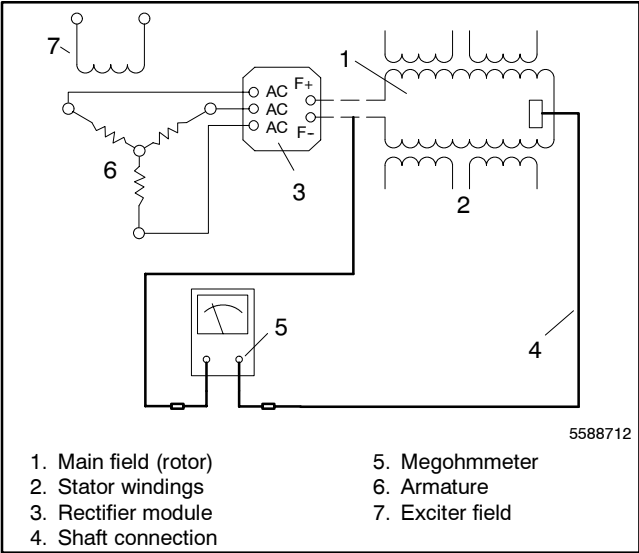 7
1
AC F+
AC
AC F-
6
3
2
5
4
5588712
1. Main field (rotor)
2. Stator windings
3. Rectifier module
4. Shaft connection
5. Megohmmeter
6. Armature
7. Exciter field